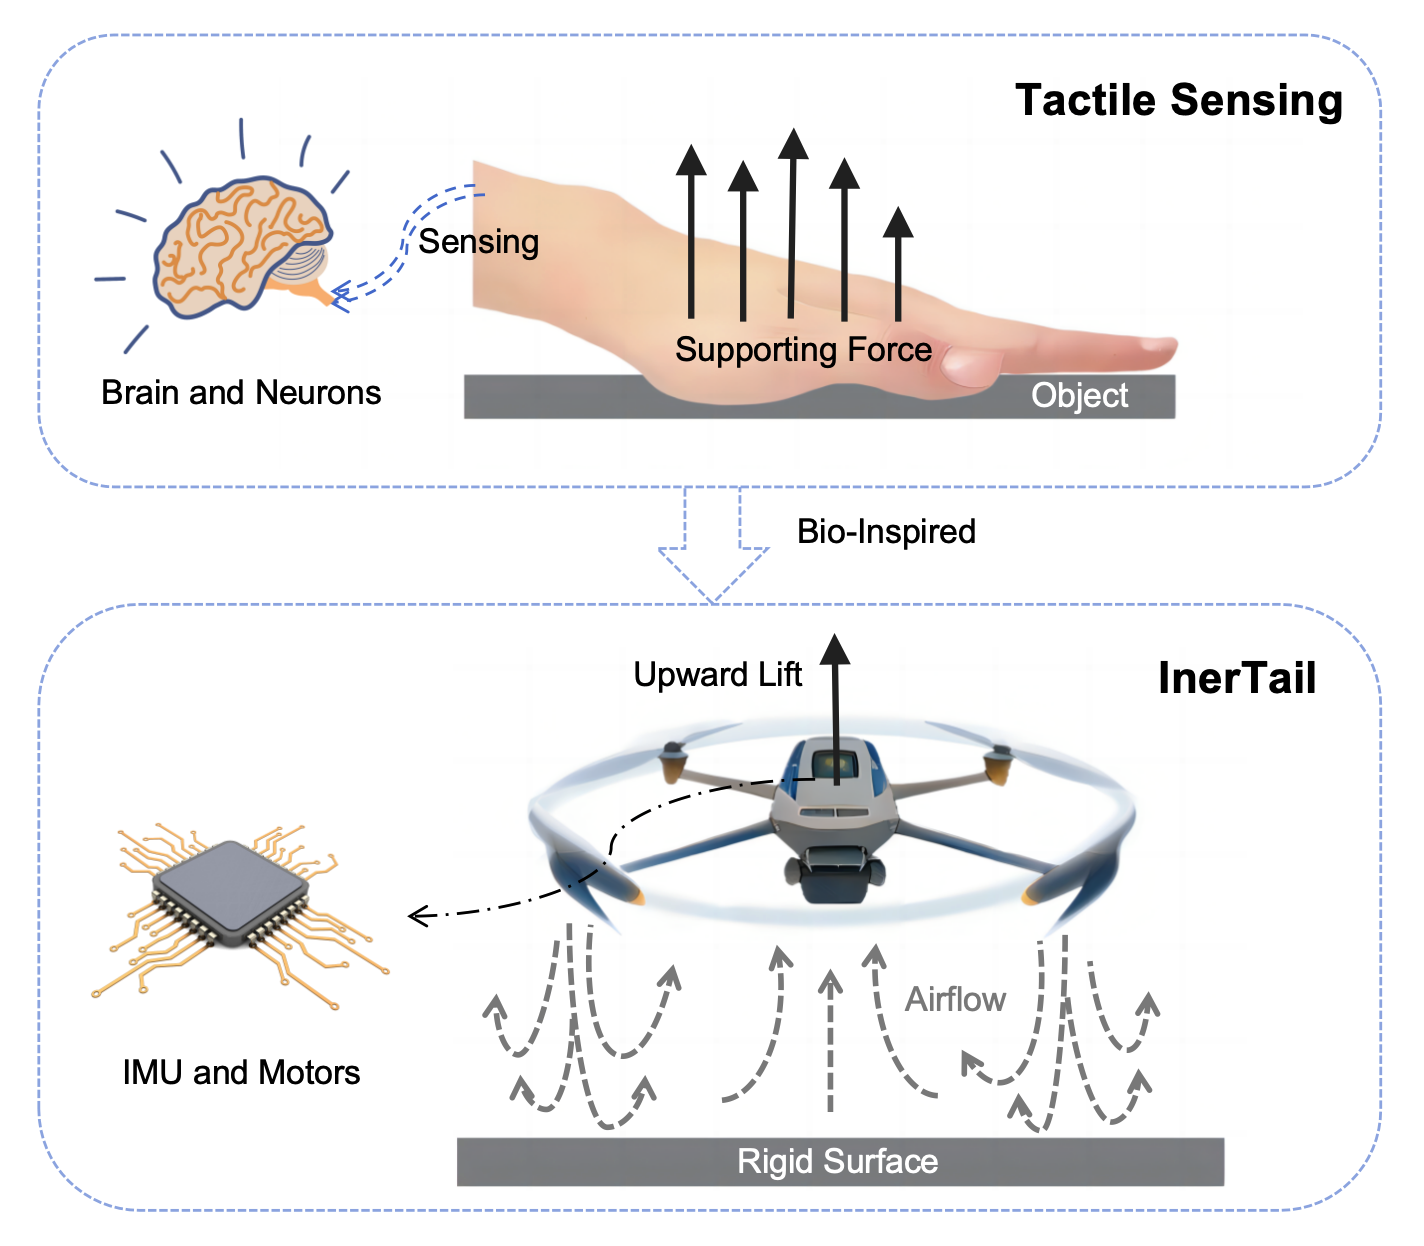 Tactile Sensing
Sensing
Supporting Force
Brain and Neurons
Object
Bio-Inspired
Upward Lift
InerTail
Airflow
IMU and Motors
Rigid Surface